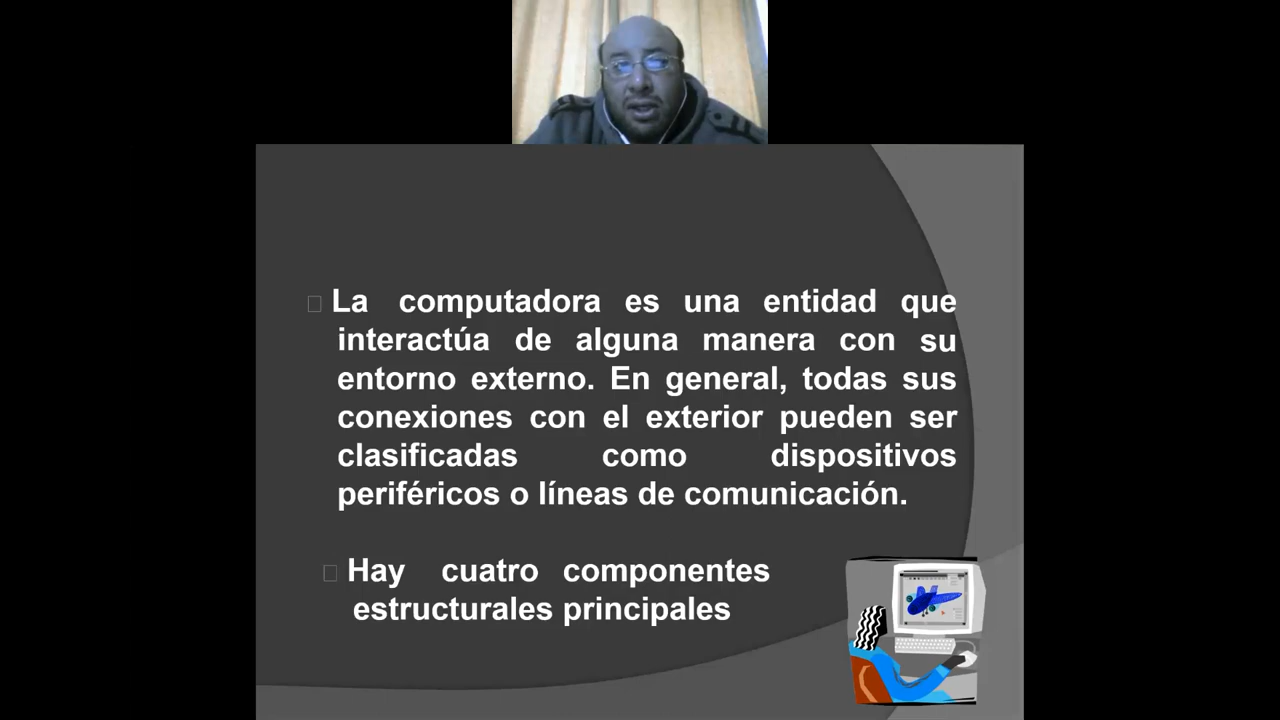 La computadora es una entidad que
interactúa de alguna manera con su
entorno externo. En general, todas sus
conexiones con el exterior pueden ser
clasificadas como dispositivos
periféricos o líneas de comunicación.
Hay cuatro componentes
estructurales principales